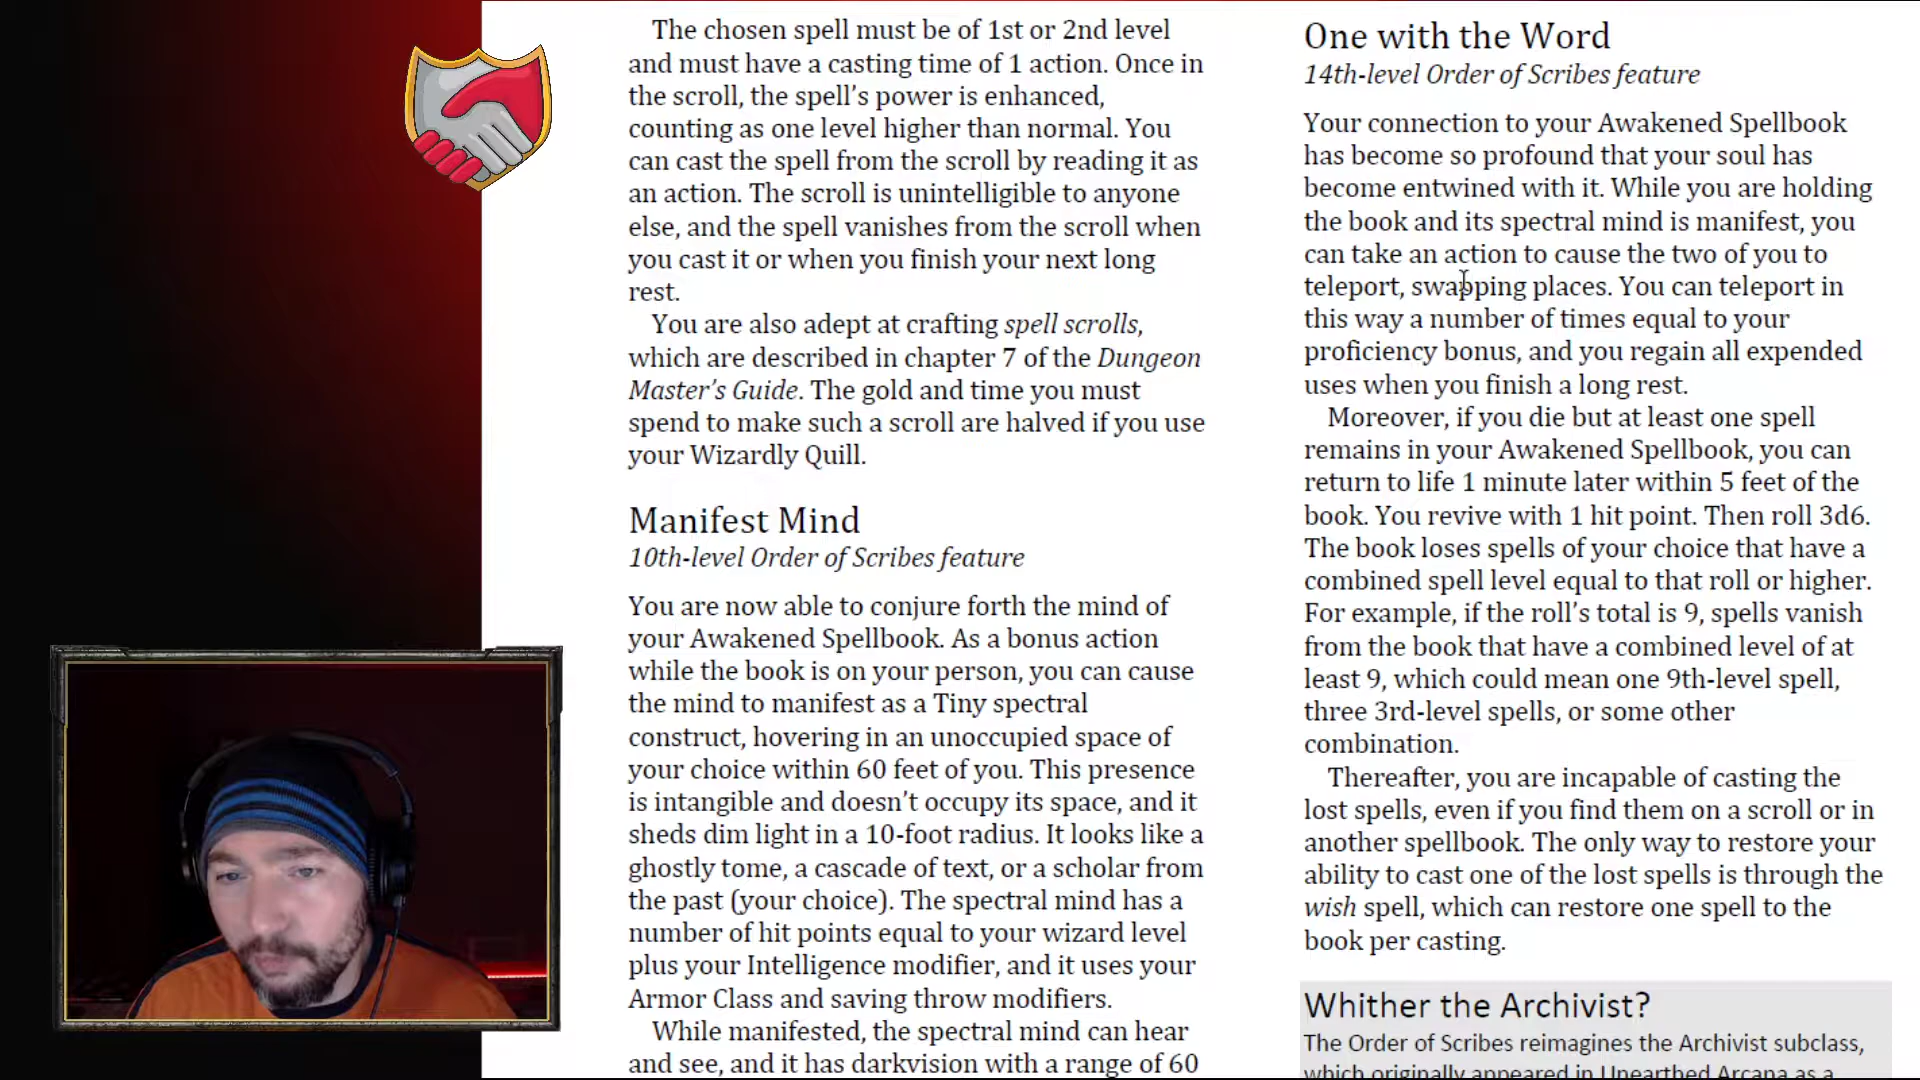 The chosen spell must be of 1st or 2nd level
and must have a casting time of 1 action. Once in
the scroll, the spell’s power is enhanced,
counting as one level higher than normal. You
can cast the spell from the scroll by reading it as
an action. The scroll is unintelligible to anyone
else, and the spell vanishes from the scroll when
you cast it or when you finish your next long
rest.
You are also adept at crafting spell scrolls,
which are described in chapter 7 of the Dungeon
Master’s Guide. The gold and time you must
spend to make such a scroll are halved if you use
your Wizardly Quill.
Manifest Mind
10th-level Order of Scribes feature
You are now able to conjure forth the mind of
your Awakened Spellbook. As a bonus action
while the book is on your person, you can cause
the mind to manifest as a Tiny spectral
construct, hovering in an unoccupied space of
your choice within 60 feet of you. This presence
is intangible and doesn’t occupy its space, and it
sheds dim light in a 10-foot radius. It looks like a
ghostly tome, a cascade of text, or a scholar from
the past (your choice). The spectral mind has a
number of hit points equal to your wizard level
plus your Intelligence modifier, and it uses your
Armor Class and saving throw modifiers.
While manifested, the spectral mind can hear
and see, and it has darkvision with a range of 60
One with the Word
14th-level Order of Scribes feature
Your connection to your Awakened Spellbook
has become so profound that your soul has
become entwined with it. While you are holding
the book and its spectral mind is manifest, you
can take an action to cause the two of you to
teleport, swapping places. You can teleport in
this way a number of times equal to your
proficiency bonus, and you regain all expended
uses when you finish a long rest.
Moreover, if you die but at least one spell
remains in your Awakened Spellbook, you can
return to life 1 minute later within 5 feet of the
book. You revive with 1 hit point. Then roll 3d6.
The book loses spells of your choice that have a
combined spell level equal to that roll or higher.
For example, if the roll’s total is 9, spells vanish
from the book that have a combined level of at
least 9, which could mean one 9th-level spell,
three 3rd-level spells, or some other
combination.
Thereafter, you are incapable of casting the
lost spells, even if you find them on a scroll or in
another spellbook. The only way to restore your
ability to cast one of the lost spells is through the
wish spell, which can restore one spell to the
book per casting.
Whither the Archivist?
The Order of Scribes reimagines the Archivist subclass,
which originally appeared in Unearthed Arcana as a